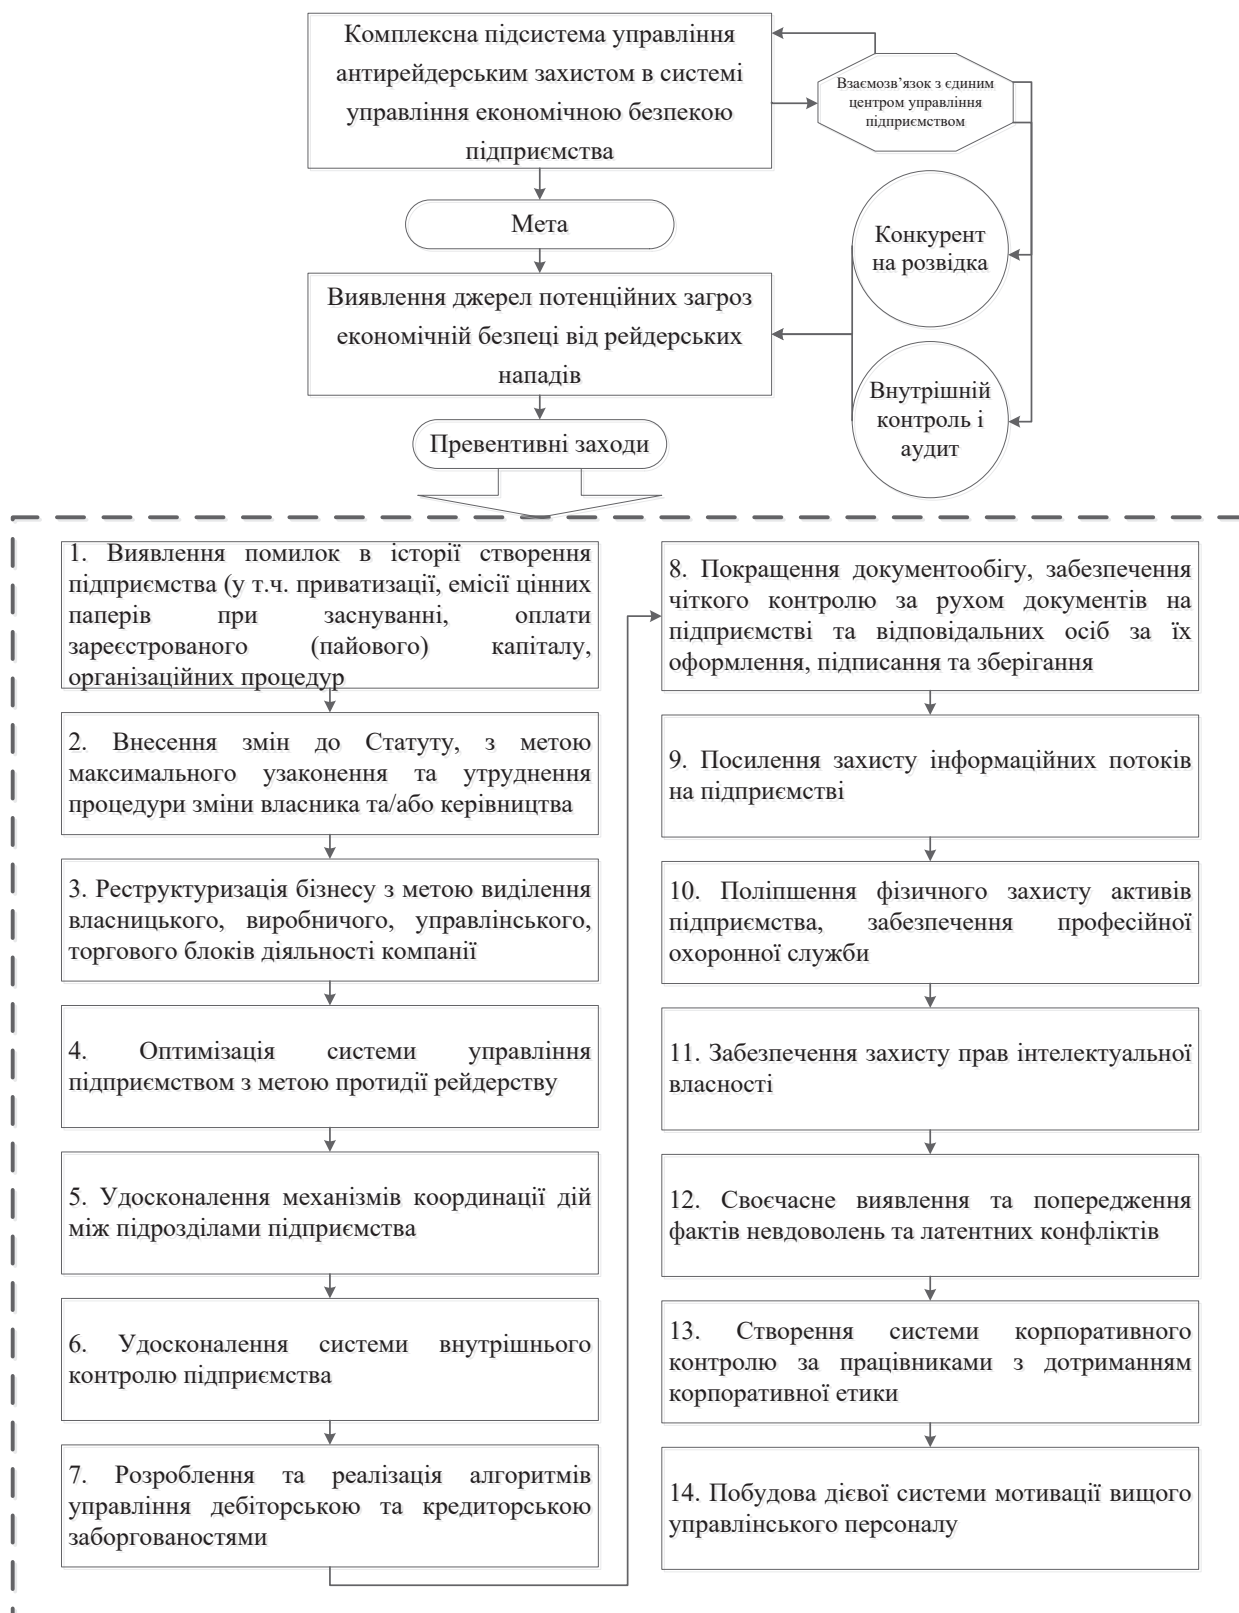 Комплексна підсистема управління
антирейдерським захистом в системі
управління економічною безпекою
підприємства
Взаємозв’язок з єдиним
центром управління
підприємством
Мета
Конкурент
на розвідка
Виявлення джерел потенційних загроз
економічній безпеці від рейдерських
нападів
Внутрішній
контроль і
аудит
Превентивні заходи
1. Виявлення помилок в історії створення
підприємства (у т.ч. приватизації, емісії цінних
паперів при заснуванні, оплати
зареєстрованого (пайового) капіталу,
організаційних процедур
2. Внесення змін до Статуту, з метою
максимального узаконення та утруднення
процедури зміни власника та/або керівництва
3. Реструктуризація бізнесу з метою виділення
власницького, виробничого, управлінського,
торгового блоків діяльності компанії
4. Оптимізація системи управління
підприємством з метою протидії рейдерству
5. Удосконалення механізмів координації дій
між підрозділами підприємства
6. Удосконалення системи внутрішнього
контролю підприємства
7. Розроблення та реалізація алгоритмів
управління дебіторською та кредиторською
заборгованостями
8. Покращення документообігу, забезпечення
чіткого контролю за рухом документів на
підприємстві та відповідальних осіб за їх
оформлення, підписання та зберігання
9. Посилення захисту інформаційних потоків
на підприємстві
10. Поліпшення фізичного захисту активів
підприємства, забезпечення професійної
охоронної служби
11. Забезпечення захисту прав інтелектуальної
власності
12. Своєчасне виявлення та попередження
фактів невдоволень та латентних конфліктів
13. Створення системи корпоративного
контролю за працівниками з дотриманням
корпоративної етики
14. Побудова дієвої системи мотивації вищого
управлінського персоналу